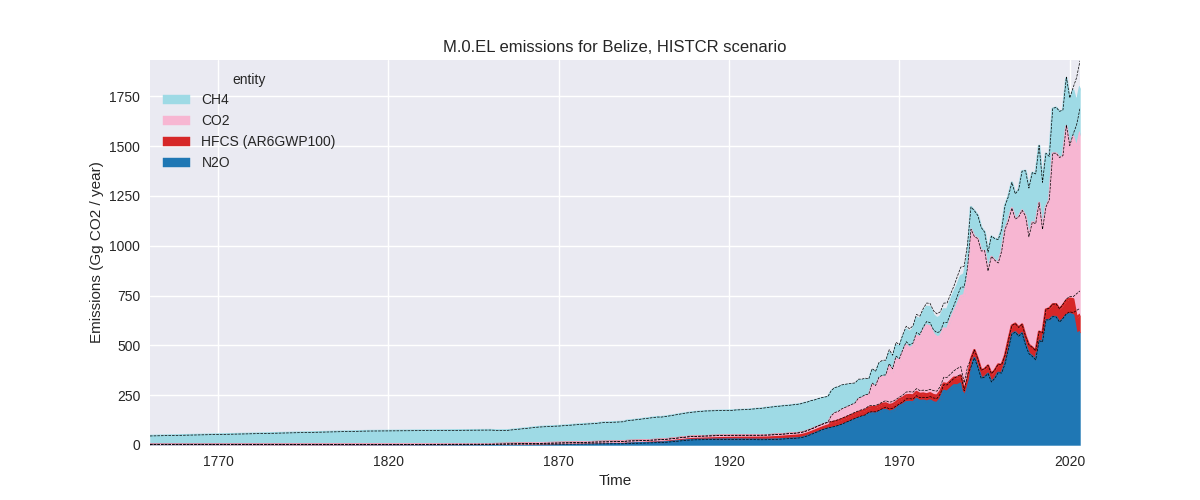 M.0.EL emissions for Belize, HISTCR scenario
Emissions (Gg CO2 / year)
1750
1500
1250
1000
750
500
250
0
entity
CH4
CO2
HFCS (AR6GWP100)
N2O
1770 1820 1870 1920 1970 2020
Time